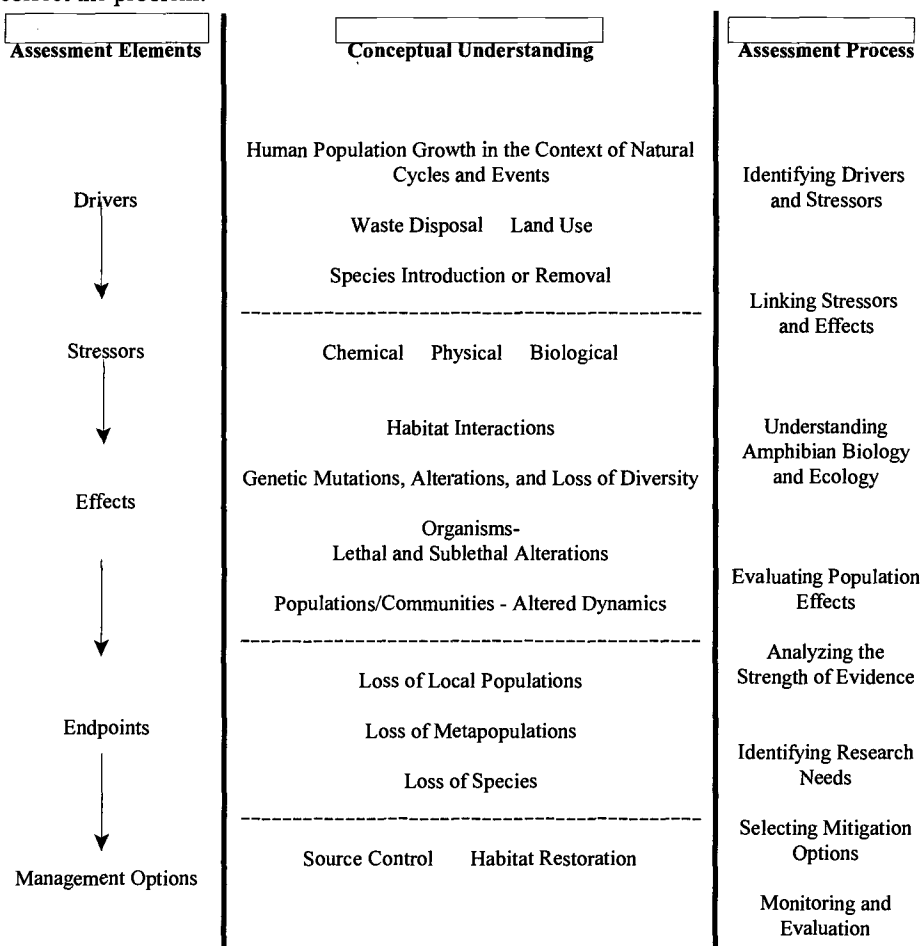 Assessment Elements
Drivers
Stressors
Effects
Endpoints
Management Options
Conceptual Understanding
Human Population Growth in the Context of Natural
Cycles and Events
Waste Disposal Land Use
Species Introduction or Removal
Chemical Physical Biological
Habitat Interactions
Genetic Mutations, Alterations, and Loss of Diversity
Organisms-
Lethal and Sublethal Alterations
Populations/Communities - Altered Dynamics
Loss of Local Populations
Loss of Metapopulations
Loss of Species
Source Control Habitat Restoration
Assessment Process
Identifying Drivers
and Stressors
Linking Stressors
and Effects
Understanding
Amphibian Biology
and Ecology
Evaluating Population
Effects
Analyzing the
Strength of Evidence
Identifying Research
Needs
Selecting Mitigation
Options
Monitoring and
Evaluation